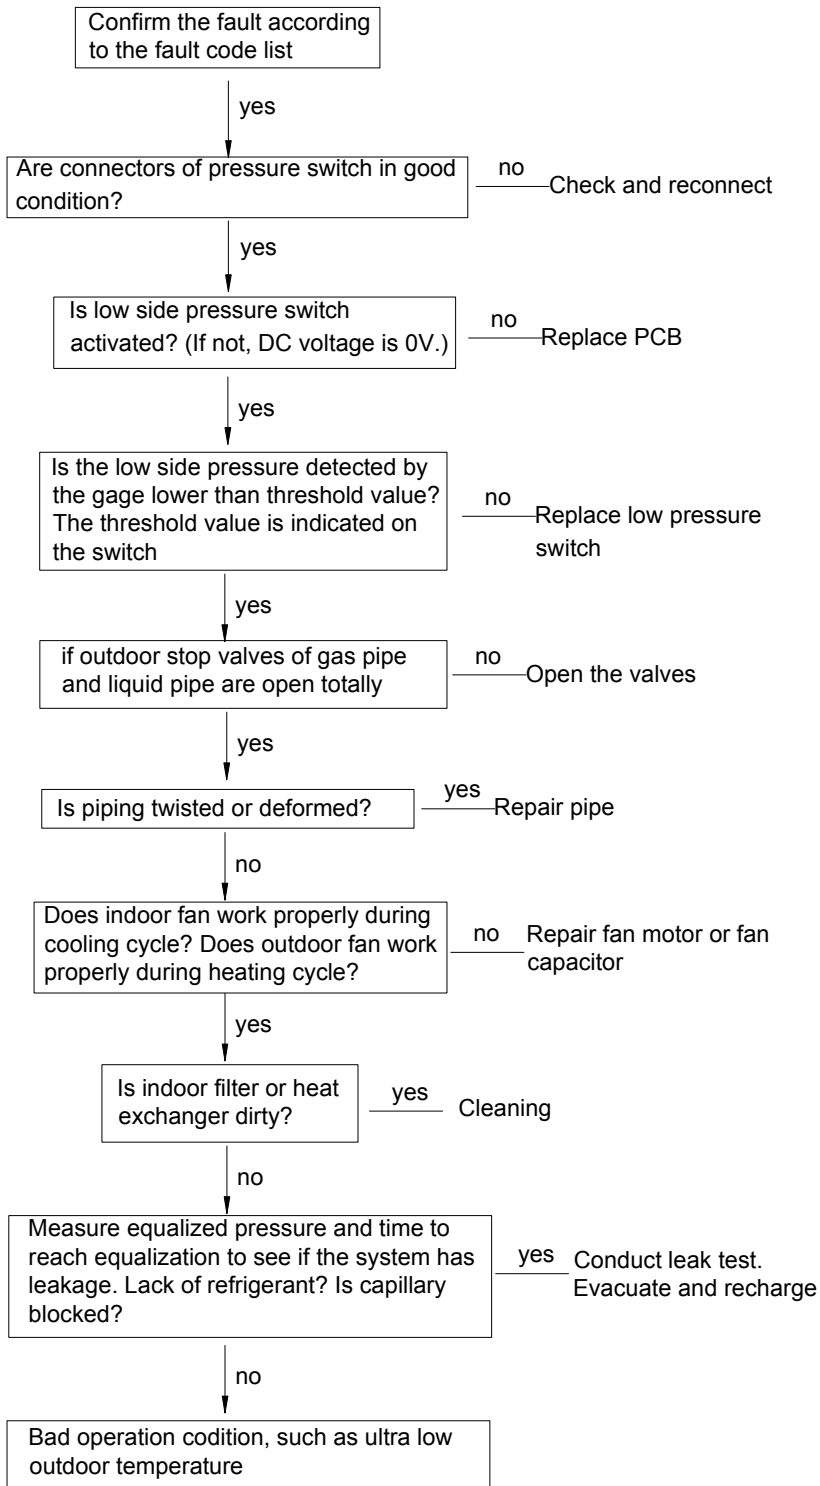 Confirm the fault according
to the fault code list
yes
Are connectors of pressure switch in good
condition?
no
Check and reconnect
yes
Is low side pressure switch
activated? (If not, DC voltage is 0V.)
no
Replace PCB
yes
Is the low side pressure detected by
the gage lower than threshold value?
The threshold value is indicated on
the switch
no
Replace low pressure
switch
yes
if outdoor stop valves of gas pipe
and liquid pipe are open totally
no
Open the valves
yes
Is piping twisted or deformed?
yes
Repair pipe
no
Does indoor fan work properly during
cooling cycle? Does outdoor fan work
properly during heating cycle?
no
Repair fan motor or fan
capacitor
yes
Is indoor filter or heat
exchanger dirty?
yes
Cleaning
no
Measure equalized pressure and time to
reach equalization to see if the system has
leakage. Lack of refrigerant? Is capillary
blocked?
yes
Conduct leak test.
Evacuate and recharge
no
Bad operation codition, such as ultra low
outdoor temperature